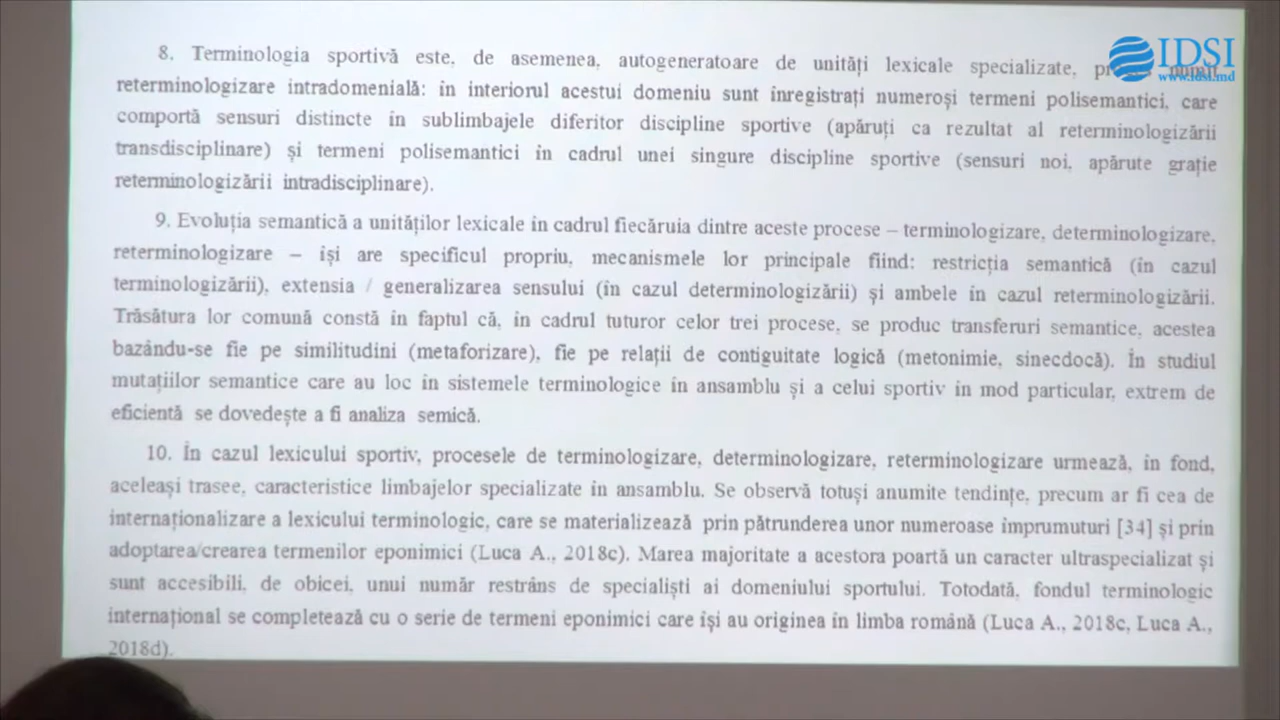 IDSI
www.idsi.md
8. Terminologia sportivă este, de asemenea, autogeneratoare de unități lexicale specializate,
reterminologizare intradomenială: în interiorul acestui domeniu sunt înregistrați numeroși termeni polisemantici, care
comportă sensuri distincte în sublimbajele diferitor discipline sportive (apăruți ca rezultat al reterminologizării
transdisciplinare) și termeni polisemantici în cadrul unei singure discipline sportive (sensuri noi, apărute grație
reterminologizării intradisciplinare).
9. Evoluția semantică a unităților lexicale în cadrul fiecăruia dintre aceste procese – terminologizare, determinologizare,
reterminologizare – își are specificul propriu, mecanismele lor principale fiind: restricția semantică (în cazul
terminologizării), extensia / generalizarea sensului (în cazul determinologizării) și ambele în cazul reterminologizării.
Trăsătura lor comună constă în faptul că, în cadrul tuturor celor trei procese, se produc transferuri semantice, acestea
bazându-se fie pe similitudini (metaforizare), fie pe relații de contiguitate logică (metonimie, sinecdocă). În studiul
mutațiilor semantice care au loc în sistemele terminologice în ansamblu și a celui sportiv în mod particular, extrem de
eficientă se dovedește a fi analiza semică.
10. În cazul lexicului sportiv, procesele de terminologizare, determinologizare, reterminologizare urmează, în fond,
aceleași trasee, caracteristice limbajelor specializate în ansamblu. Se observă totuși anumite tendințe, precum ar fi cea de
internaționalizare a lexicului terminologic, care se materializează prin pătrunderea unor numeroase împrumuturi [34] și prin
adoptarea/crearea termenilor eponimici (Luca A., 2018c). Marea majoritate a acestora poartă un caracter ultraspecializat și
sunt accesibili, de obicei, unui număr restrâns de specialiști ai domeniului sportului. Totodată, fondul terminologic
internațional se completează cu o serie de termeni eponimici care își au originea în limba română (Luca A., 2018c, Luca A.,
2018d).